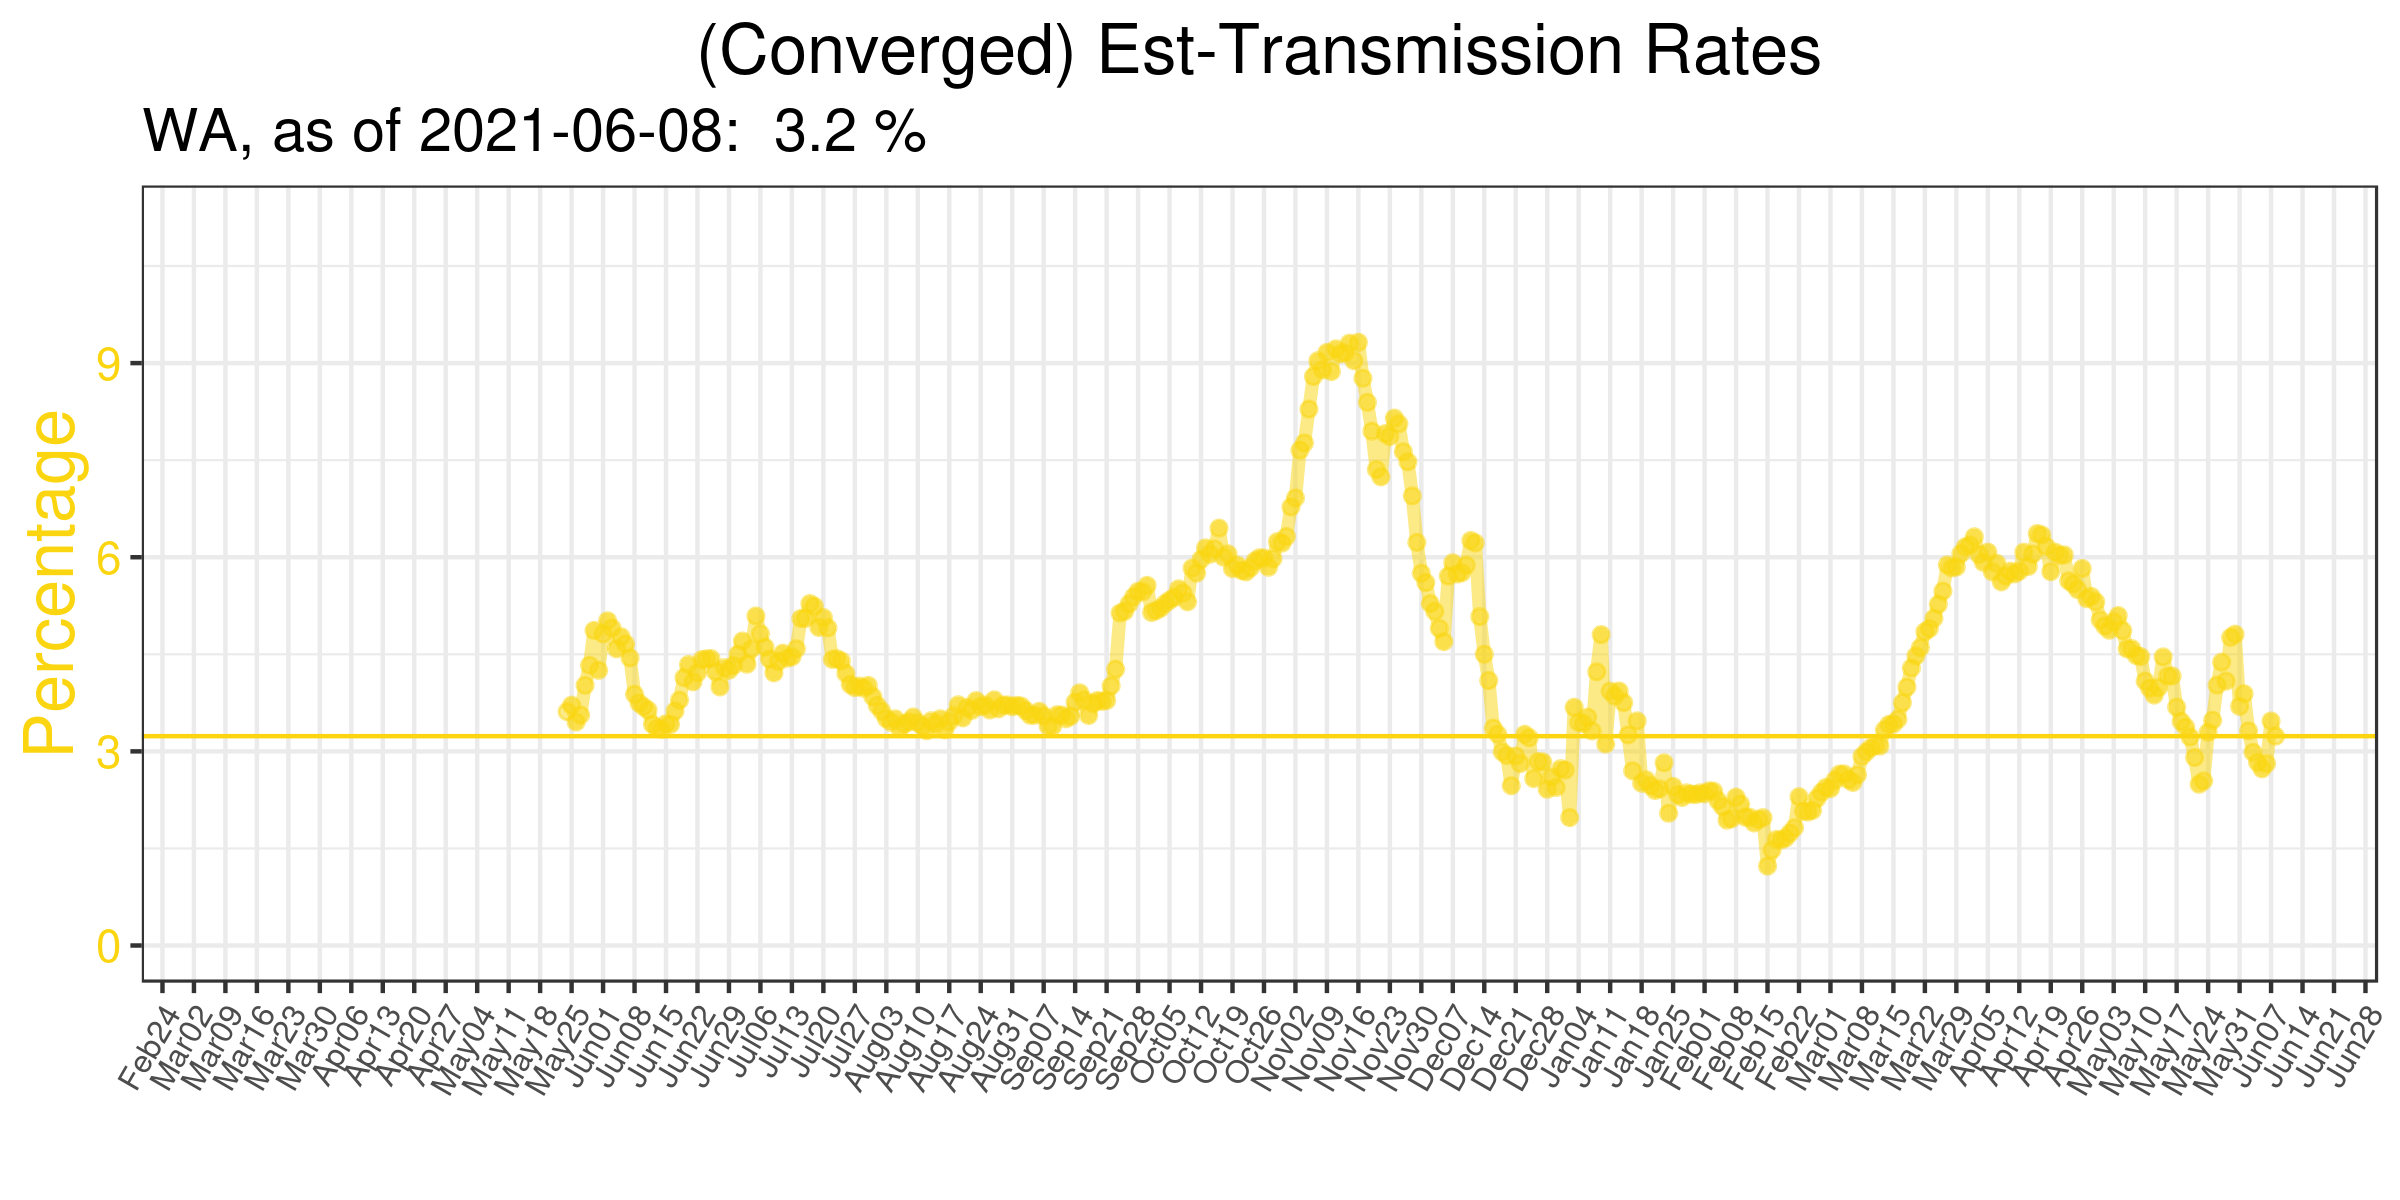 (Converged) Est-Transmission Rates
WA, as of 2021-06-08: 3.2 %
Percentage
9
6
3
0
Feb24
Mar02
Mar09
Mar16
Mar23
Mar30
Apr06
Apr13
Apr20
Apr27
May04
May11
May18
May25
Jun01
Jun08
Jun15
Jun22
Jun29
Jul06
Jul13
Jul20
Jul27
Aug03
Aug10
Aug17
Aug24
Aug31
Sep07
Sep14
Sep21
Sep28
Oct05
Oct12
Oct19
Oct26
Nov02
Nov09
Nov16
Nov23
Nov30
Dec07
Dec14
Dec21
Dec28
Jan04
Jan11
Jan18
Jan25
Feb01
Feb08
Feb15
Feb22
Mar01
Mar08
Mar15
Mar22
Mar29
Apr05
Apr12
Apr19
Apr26
May03
May10
May17
May24
May31
Jun07
Jun14
Jun21
Jun28